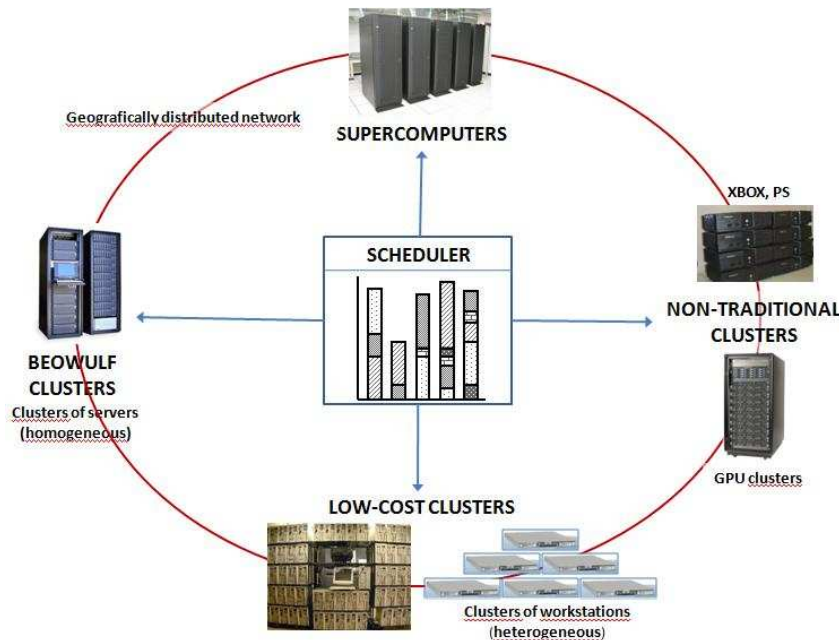 Geografically distributed network
SUPERCOMPUTERS
XBOX, PS
SCHEDULER
NON-TRADITIONAL
CLUSTERS
BEOWULF
CLUSTERS
Clusters of servers
(homogeneous)
GPU clusters
LOW-COST CLUSTERS
Clusters of workstations
(heterogeneous)